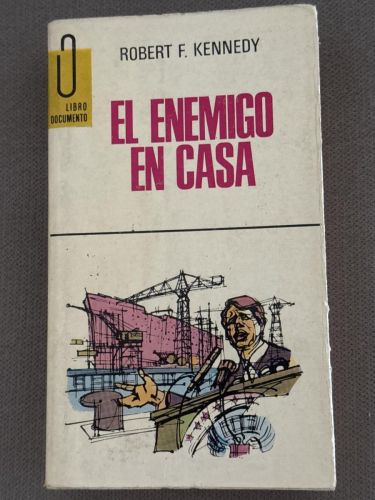 ROBERT F. KENNEDY
LIBRO
DOCUMENTO
EL ENEMIGO
EN CASA